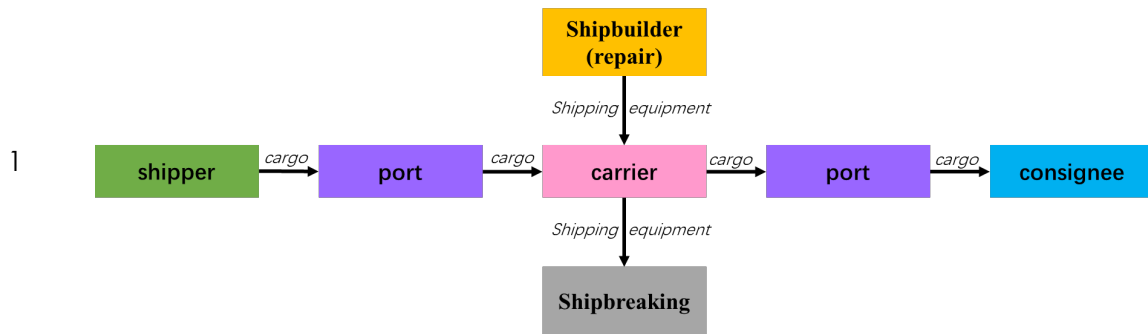 Shipbuilder
(repair)
Shipping equipment
1
shipper
cargo
port
cargo
carrier
cargo
port
cargo
consignee
Shipping equipment
Shipbreaking